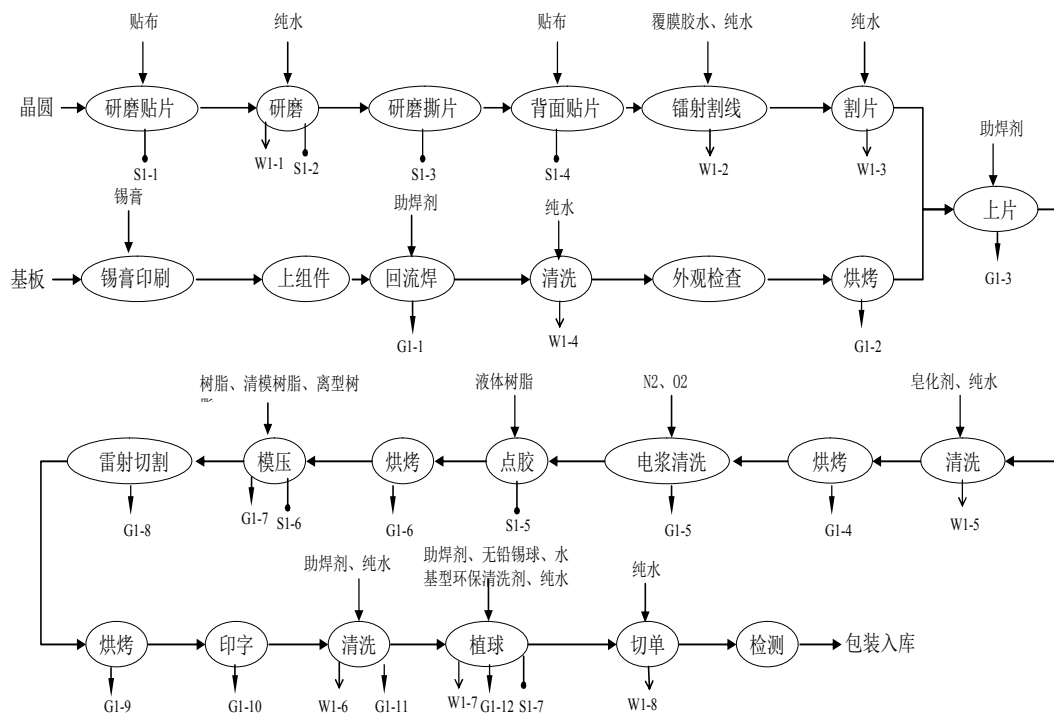 贴布
纯水
贴布
覆膜胶水、纯水
纯水
晶圆
研磨贴片
研磨
研磨撕片
背面贴片
镭射割线
割片
助焊剂
S1-1
W1-1
S1-2
S1-3
S1-4
W1-2
W1-3
锡膏
助焊剂
纯水
上片
基板
锡膏印刷
上组件
回流焊
清洗
外观检查
烘烤
G1-3
G1-1
W1-4
G1-2
树脂、清模树脂、离型树
液体树脂
N2、O2
皂化剂、纯水
雷射切割
模压
烘烤
点胶
电浆清洗
烘烤
清洗
G1-8
G1-7
S1-6
G1-6
S1-5
G1-5
G1-4
W1-5
助焊剂、纯水
助焊剂、无铅锡球、水
基型环保清洗剂、纯水
纯水
烘烤
印字
清洗
植球
切单
检测
包装入库
G1-9
G1-10
W1-6
G1-11
W1-7
G1-12
S1-7
W1-8